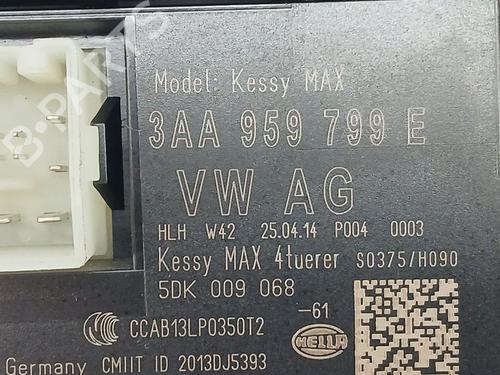 Model: Kessy MAX
3AA 959 799 E
VW AG
HLH W42 25.04.14 P004 0003
Kessy MAX 4tuerer S0375/H090
5DK 009 068
-61
CCAB13LP0350T2
HELLA
Germany CMIIT ID 2013DJ5393
B-PARTS